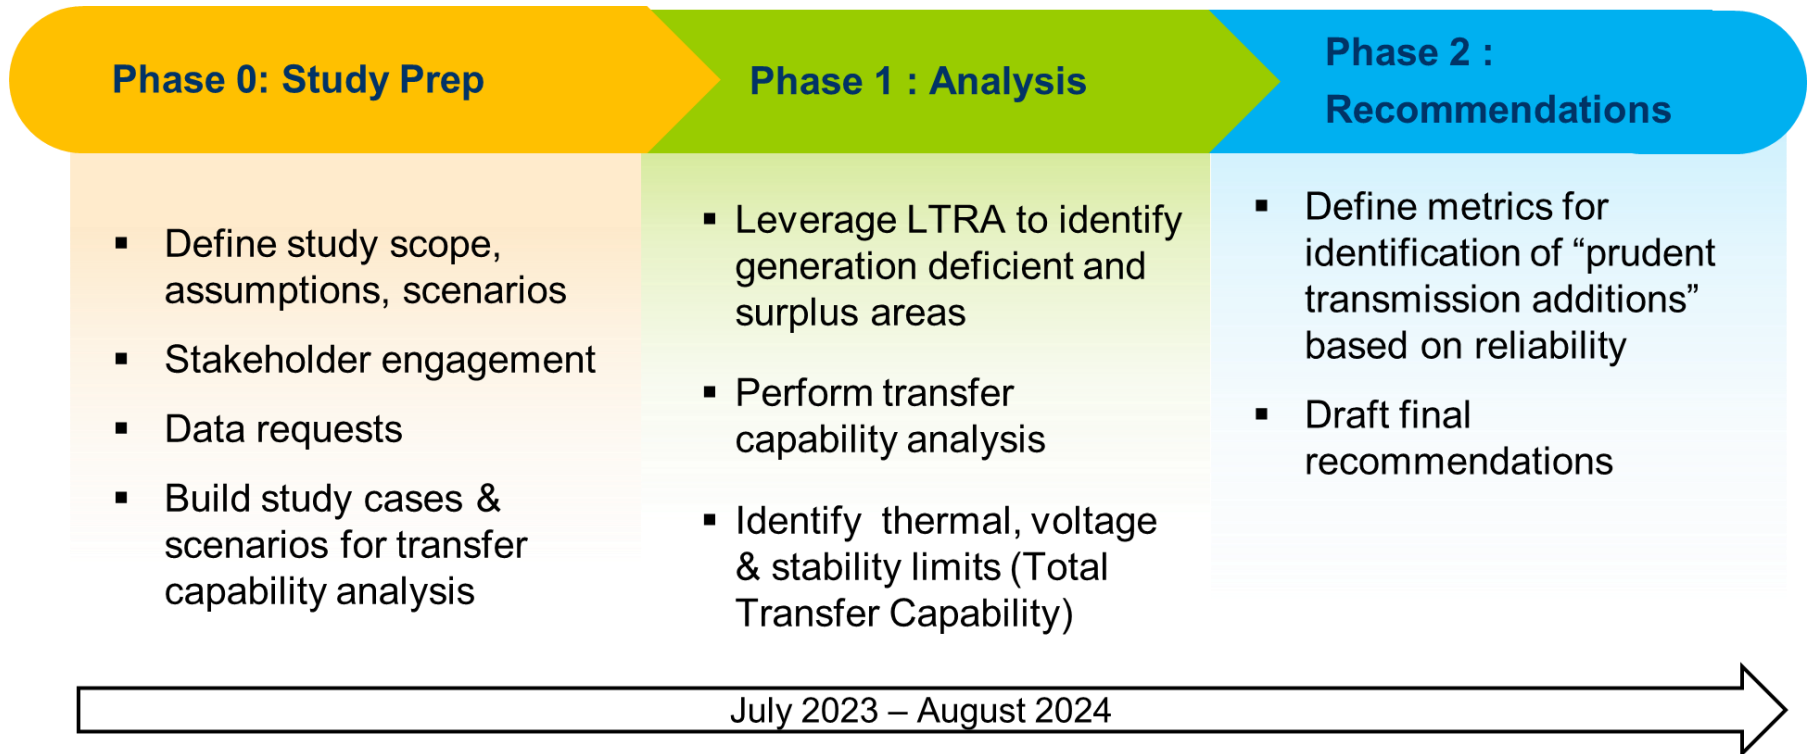 Phase 0: Study Prep
▪ Define study scope,
assumptions, scenarios
▪ Stakeholder engagement
▪ Data requests
▪ Build study cases &
scenarios for transfer
capability analysis
Phase 1 : Analysis
▪ Leverage LTRA to identify
generation deficient and
surplus areas
▪ Perform transfer
capability analysis
▪ Identify thermal, voltage
& stability limits (Total
Transfer Capability)
Phase 2 :
Recommendations
▪ Define metrics for
identification of “prudent
transmission additions”
based on reliability
▪ Draft final
recommendations
July 2023 – August 2024